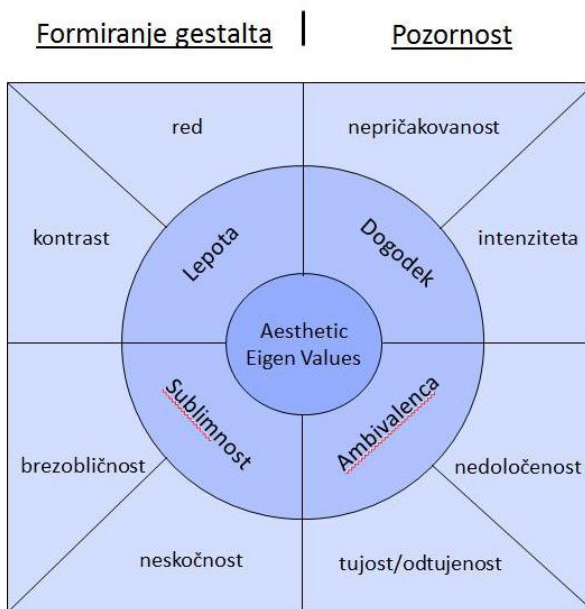 Formiranje gestalta | Pozornost
red
nepričakovanost
kontrast
intenziteta
Lepota
Dogodek
Aesthetic
Eigen Values
Sublimnost
Ambivalenca
brezobličnost
nedoločenost
neskočnost
tujost/odtujenost